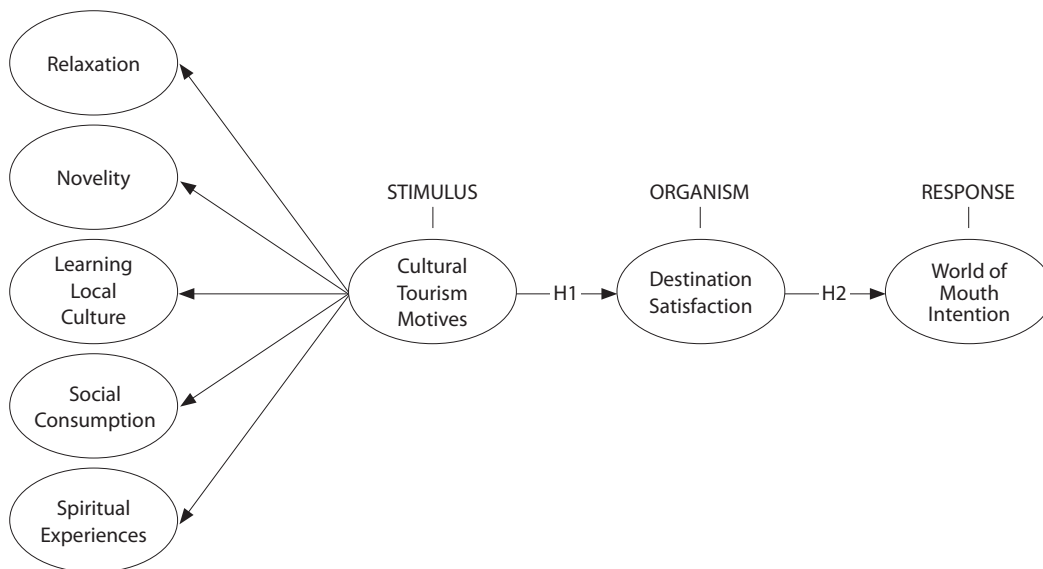 Relaxation
Novelity
Learning
Local
Culture
Social
Consumption
Spiritual
Experiences
STIMULUS
Cultural
Tourism
Motives
H1
ORGANISM
Destination
Satisfaction
H2
RESPONSE
World of
Mouth
Intention